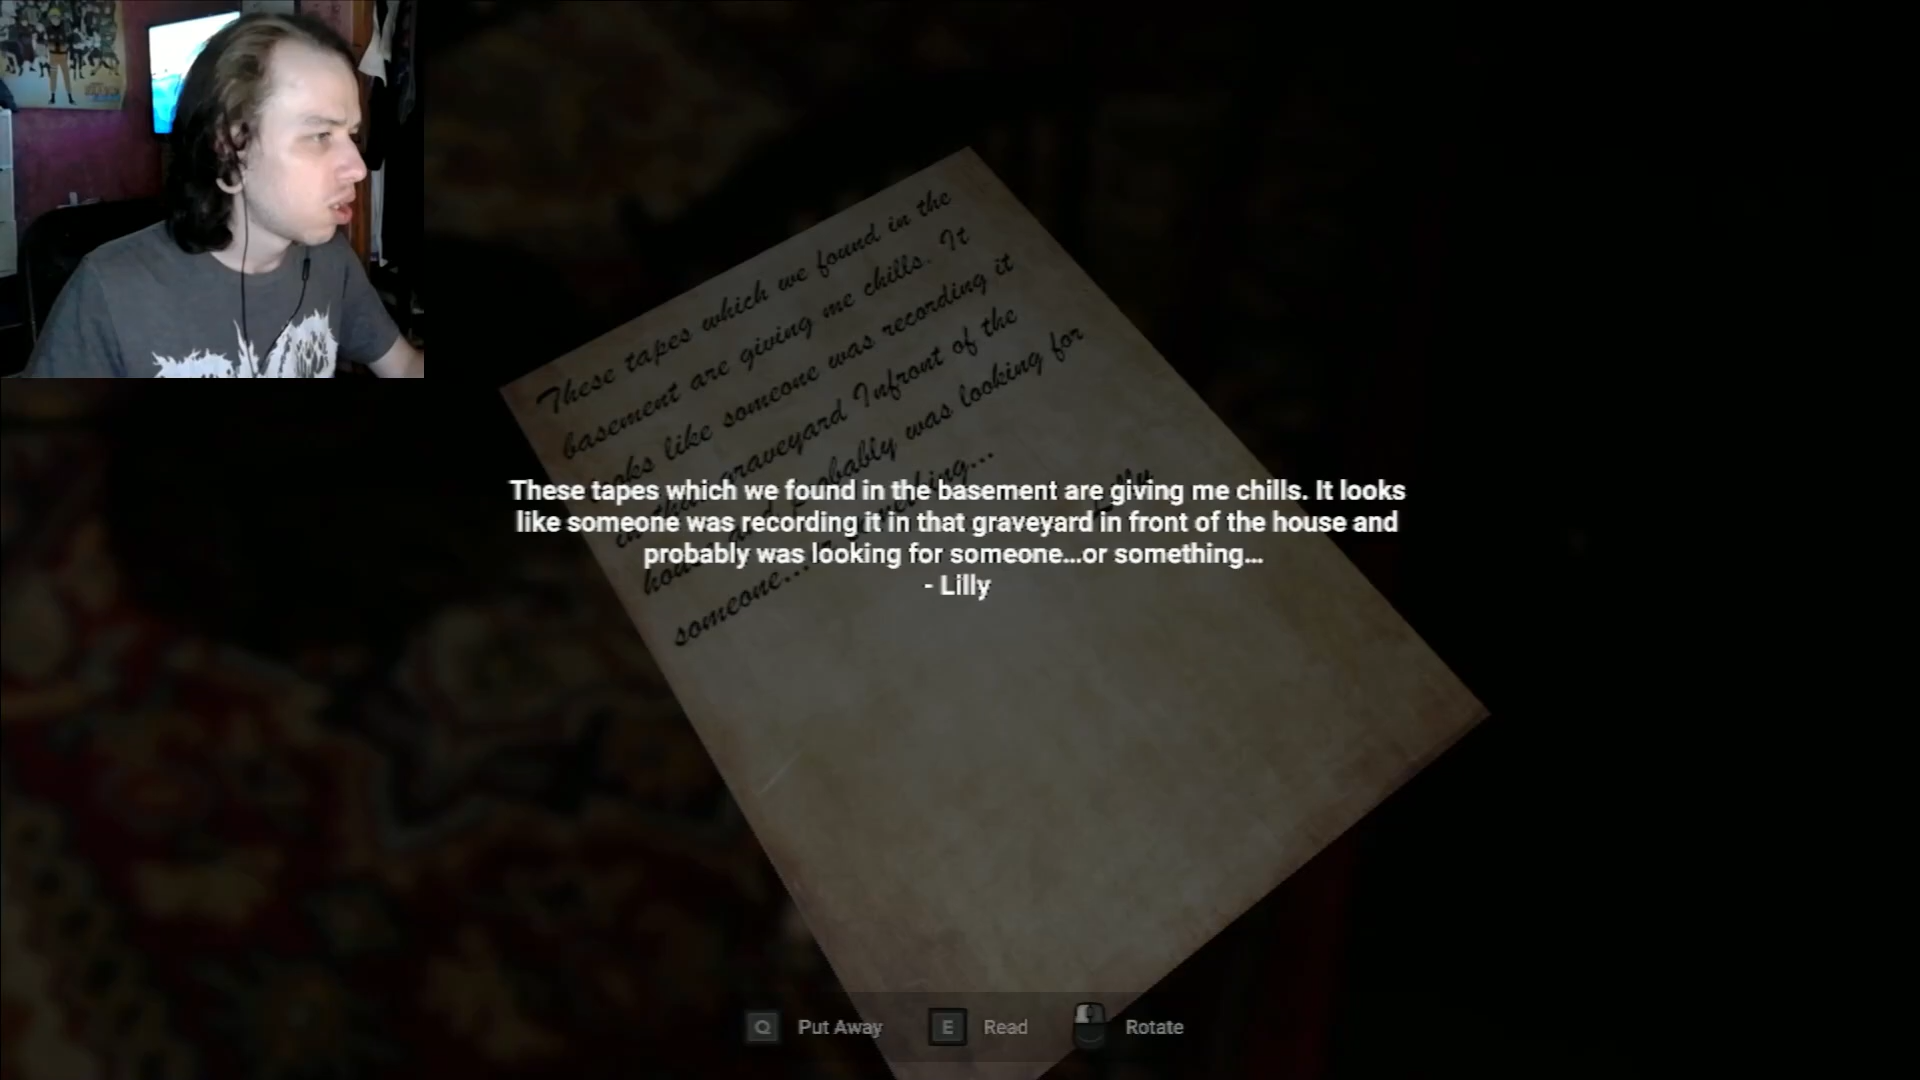 These tapes which we found in the
basement are giving me chills. It
like someone was recording it
graveyard Infront of the
probably was looking for
someone...
These tapes which we found in the basement are giving me chills. It looks
like someone was recording it in that graveyard in front of the house and
probably was looking for someone...or something...
- Lilly
Q Put Away E Read Rotate